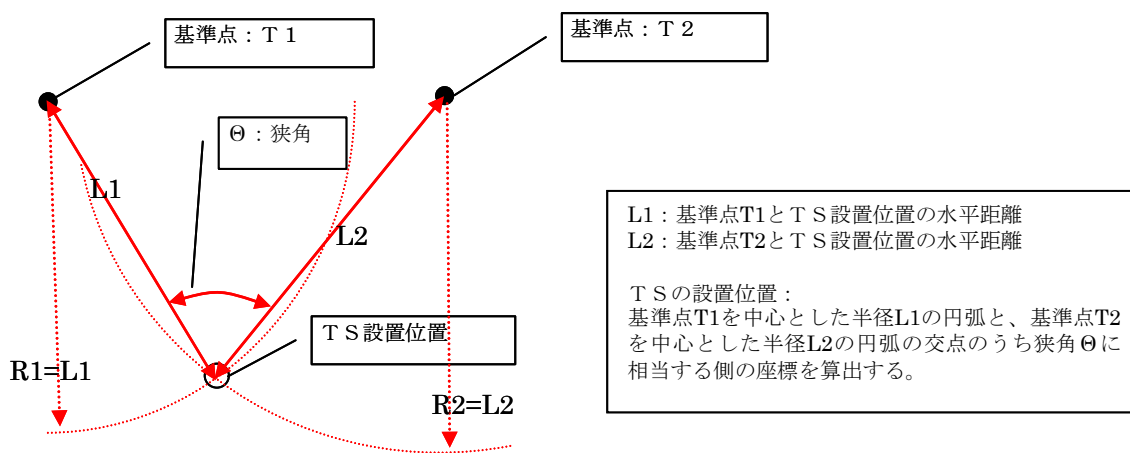 基準点：Ｔ１
基準点：Ｔ２
Θ：狭角
L1
L2
ＴＳ設置位置
R1=L1
R2=L2
L1：基準点T1とＴＳ設置位置の水平距離
L2：基準点T2とＴＳ設置位置の水平距離
ＴＳの設置位置：
基準点T1を中心とした半径L1の円弧と、基準点T2
を中心とした半径L2の円弧の交点のうち狭角Θに
相当する側の座標を算出する。